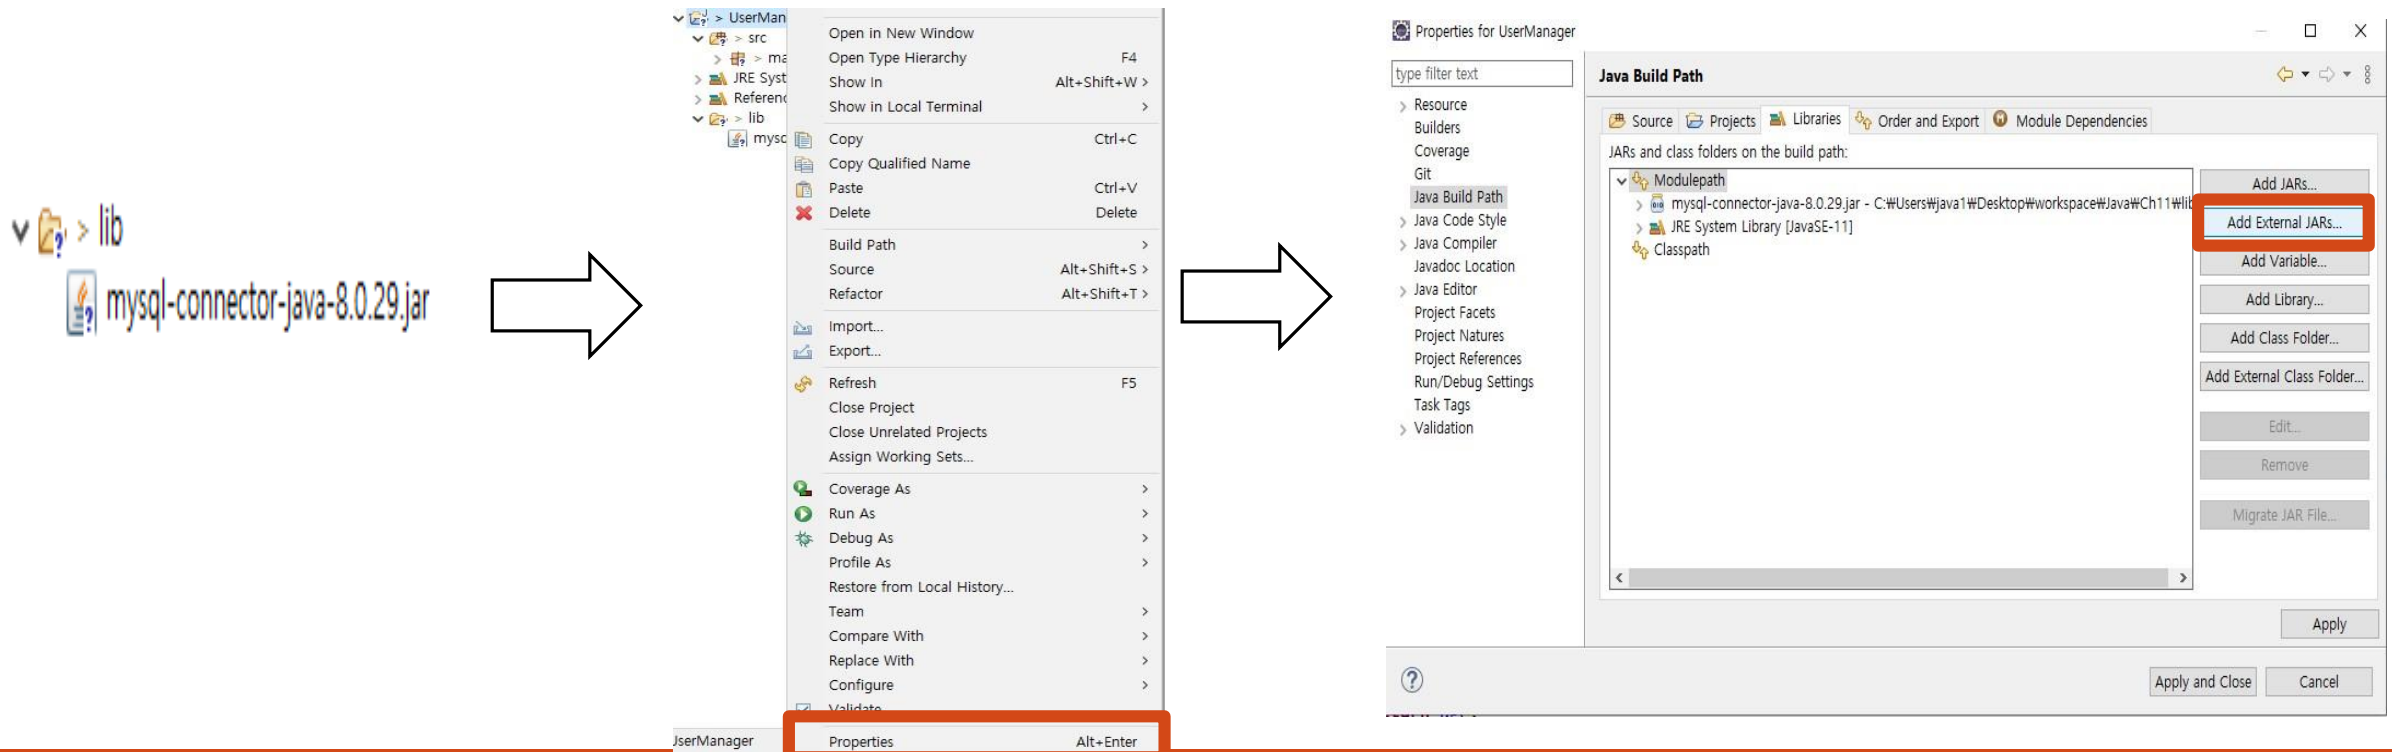 > lib
mysql-connector-java-8.0.29.jar
> UserMan
> src
> ma
JRE Syst
Referenc
> lib
mysc
JserManager
Open in New Window
Open Type Hierarchy F4
Show In Alt+Shift+W >
Show in Local Terminal >
Copy Ctrl+C
Copy Qualified Name
Paste Ctrl+V
Delete Delete
Build Path >
Source Alt+Shift+S >
Refactor Alt+Shift+T >
Import...
Export...
Refresh F5
Close Project
Close Unrelated Projects
Assign Working Sets...
Coverage As >
Run As >
Debug As >
Profile As >
Restore from Local History...
Team >
Compare With >
Replace With >
Configure >
Validate
Properties Alt+Enter
Properties for UserManager
type filter text
Resource
Builders
Coverage
Git
Java Build Path
Java Code Style
Java Compiler
Javadoc Location
Java Editor
Project Facets
Project Natures
Project References
Run/Debug Settings
Task Tags
Validation
Java Build Path
Source Projects Libraries Order and Export Module Dependencies
JARs and class folders on the build path:
Modulepath
mysql-connector-java-8.0.29.jar - C:₩Users₩java1₩Desktop₩workspace₩Java₩Ch11₩lib
JRE System Library [JavaSE-11]
Classpath
Add JARs...
Add External JARs...
Add Variable...
Add Library...
Add Class Folder...
Add External Class Folder...
Edit...
Remove
Migrate JAR File...
Apply
Apply and Close Cancel